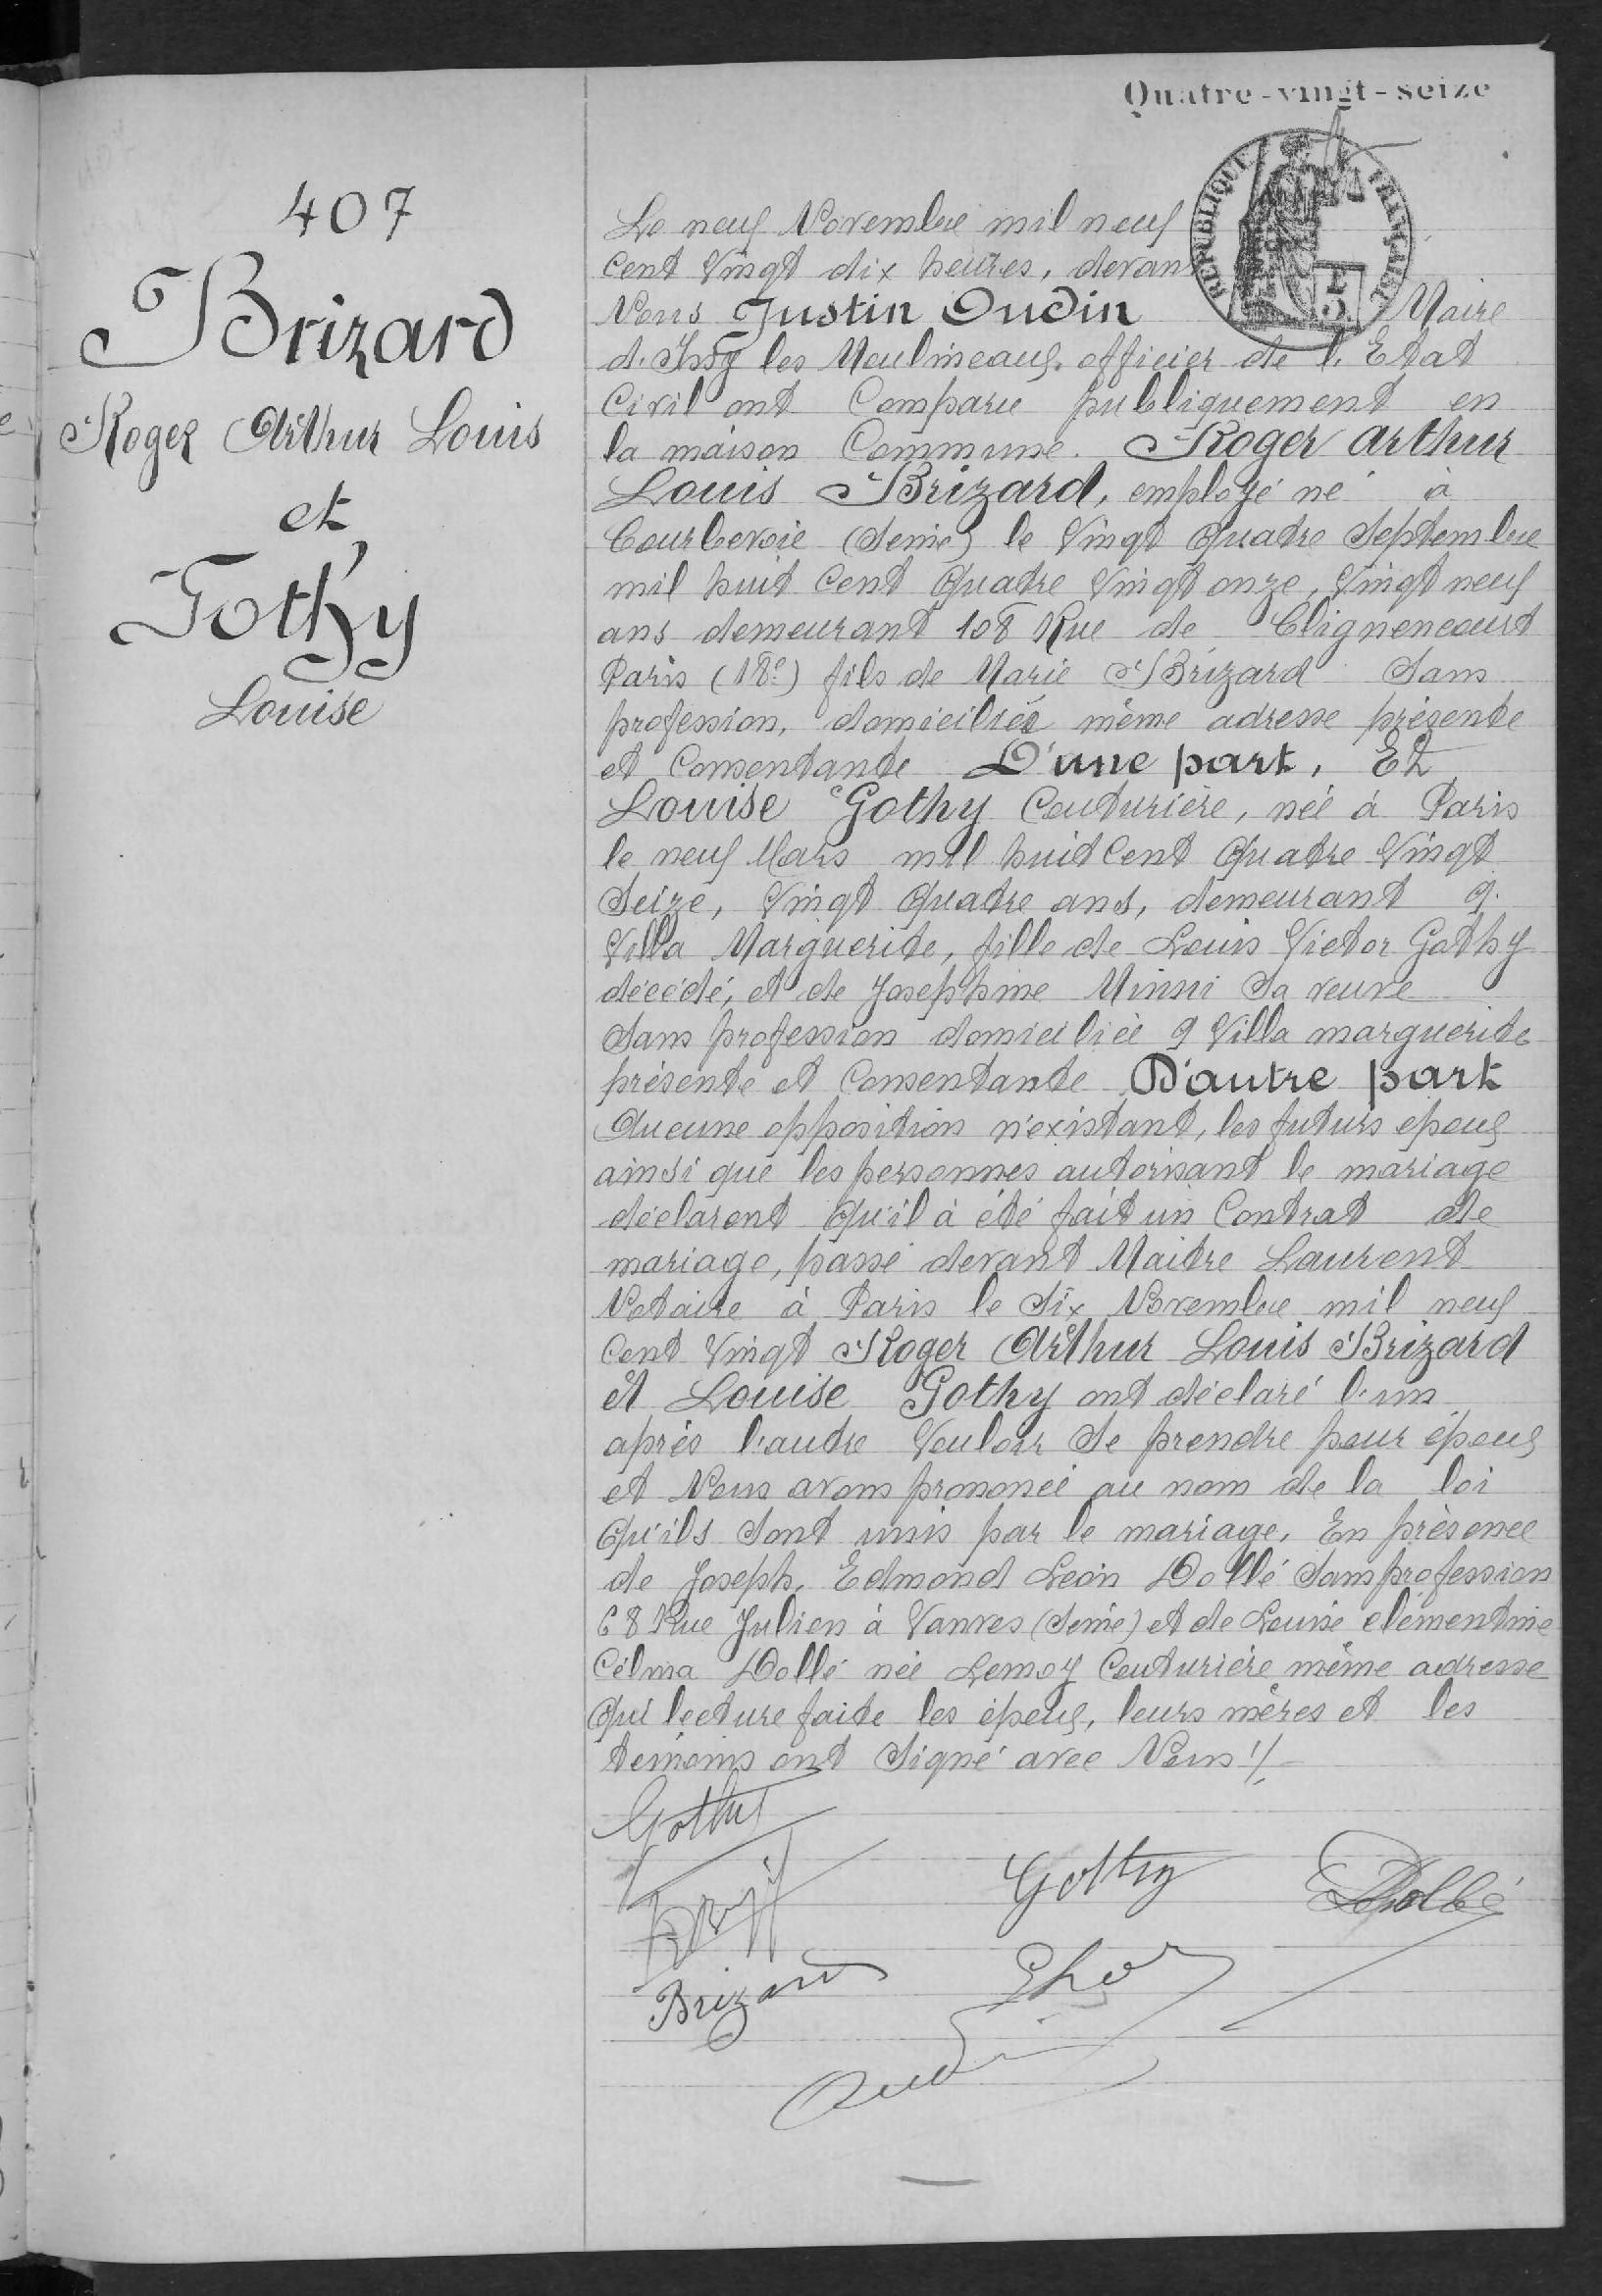 Quatre-vingt-seize
RÉPUBLIQUE FRANÇAISE
407
Brizard
Roger Arthur Louis
et
Gothy
Louise
Le neuf Novembre mil neuf
cent vingt dix heures, devant
Nous Justin Oudin Maire
d'Issy les Moulineaux officier de l'Etat
Civil ont Comparu publiquement en
la maison Commune. Roger Arthur
Louis Brizard, employé né à
Courbevoie (Seine) le vingt quatre Septembre
mil huit cent quatre vingt onze, vingt neuf
ans demeurant 108 Rue de Clignencourt
Paris (18e) fils de Marie Brizard Sans
profession, domiciliée même adresse présente
et Consentante D'une part, Et
Louise Gothy Couturière, née à Paris
le neuf Mars mil huit Cent Quatre Vingt
Seize, Vingt Quatre ans, demeurant 9.
Villa Marguerite, fille de Louis Victor Gothy
décédé, et de Josephine Minni Sa veuve
Sans profession domiciliée 9 Villa marguerite
présente et Consentante D'autre part
Aucune opposition n'existant, les futurs epoux
ainsi que les personnes autorisant le mariage
déclarent qu'il à été fait un Contrat de
mariage, passé devant Maitre Laurent
Notaire à Paris le Six Novembre mil neuf
Cent Vingt Roger Arthur Louis Brizard
et Louise Gothy ont déclaré l'un
après l'autre Vouloir Se prendre pour époux
et Nous avons prononcé au nom de la loi
Qu'ils Sont unis par le mariage, En présence
de Joseph, Edmond Léon Dollé Sans profession
68 Rue Julien à Vanves (Seine) et de Louise clémentine
Célma Dollé née Lemoy Couturière même adresse
Qui lecture faite les époux, leurs mères et les
témoins ont Signé avec Nous ./.
Gothy
Gothy
Dollé
Brizard
Oudin